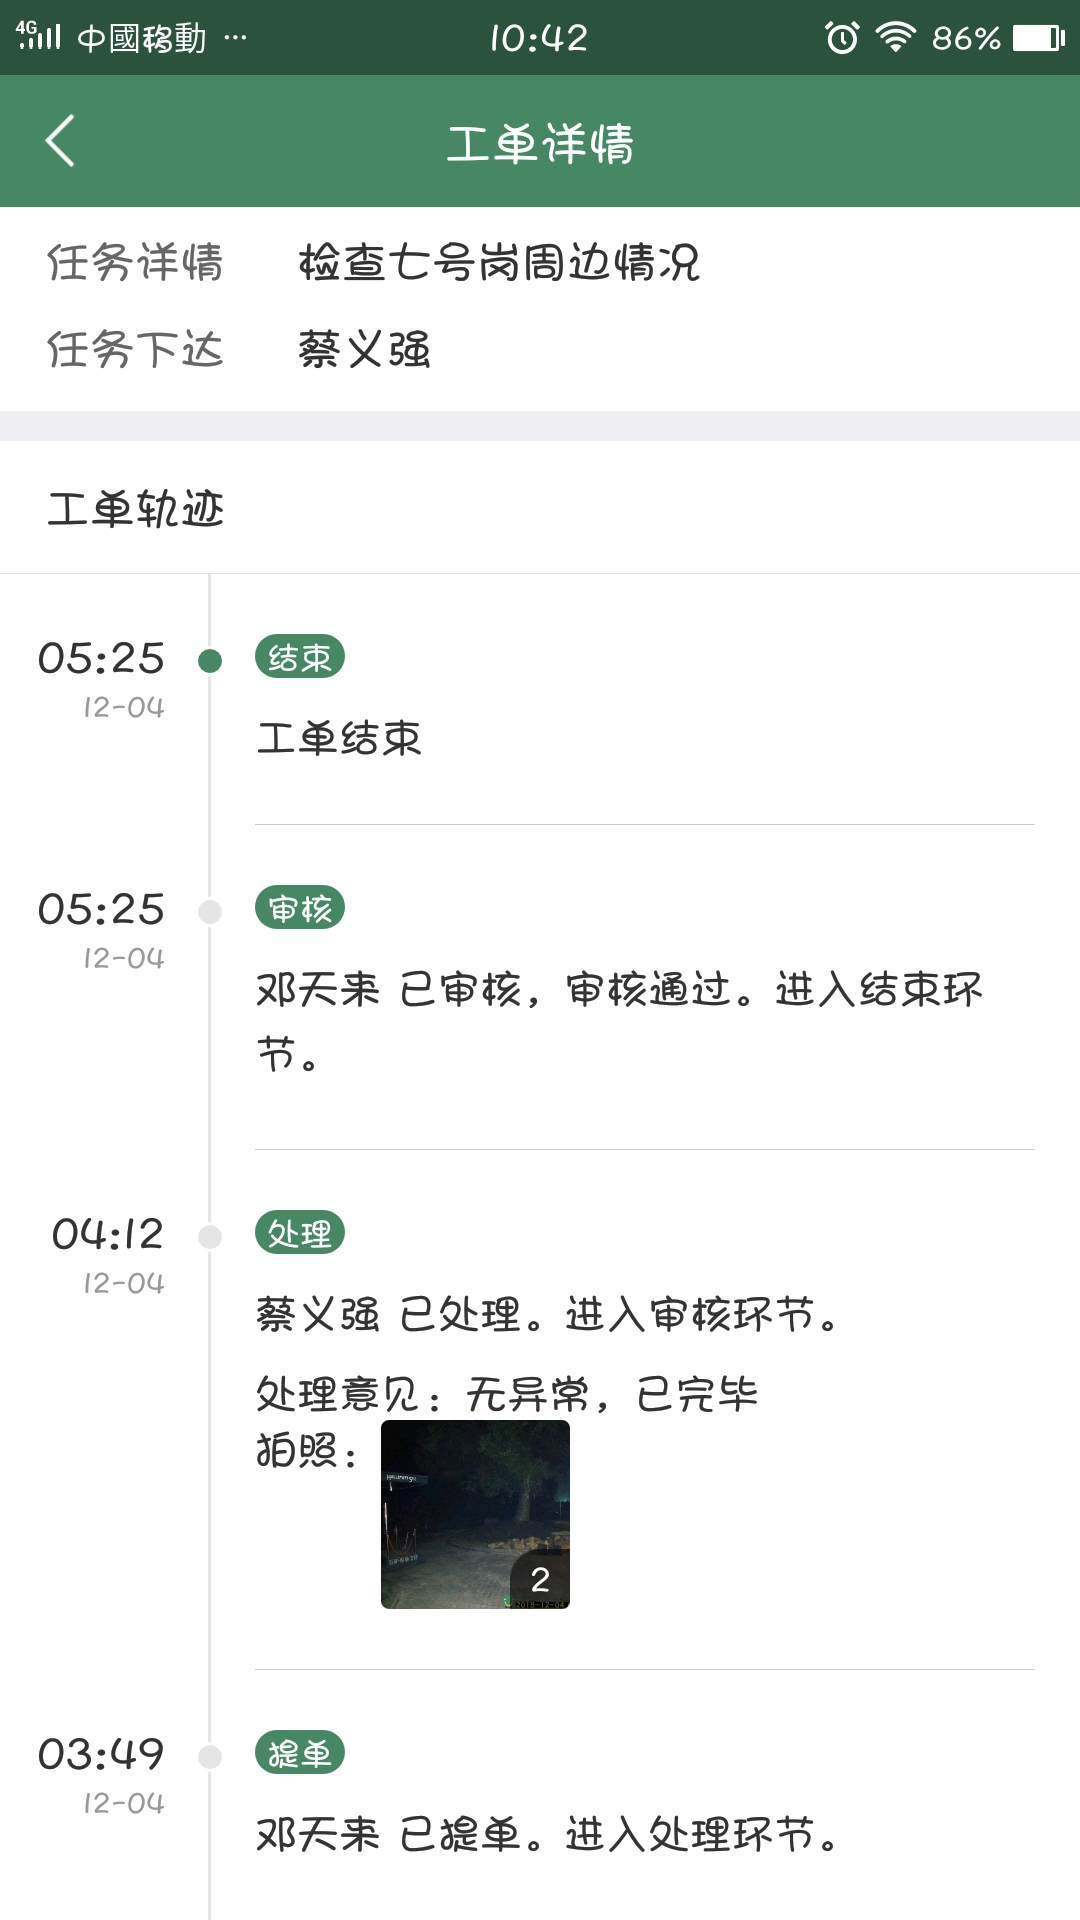 4G 中國移動 ··· 10:42 86%
工单详情
任务详情 检查七号岗周边情况
任务下达 蔡义强
工单轨迹
05:25 结束
12-04
工单结束
05:25 审核
12-04
邓天来 已审核，审核通过。进入结束环
节。
04:12 处理
12-04
蔡义强 已处理。进入审核环节。
处理意见：无异常，已完毕
拍照：
2
03:49 提单
12-04
邓天来 已提单。进入处理环节。